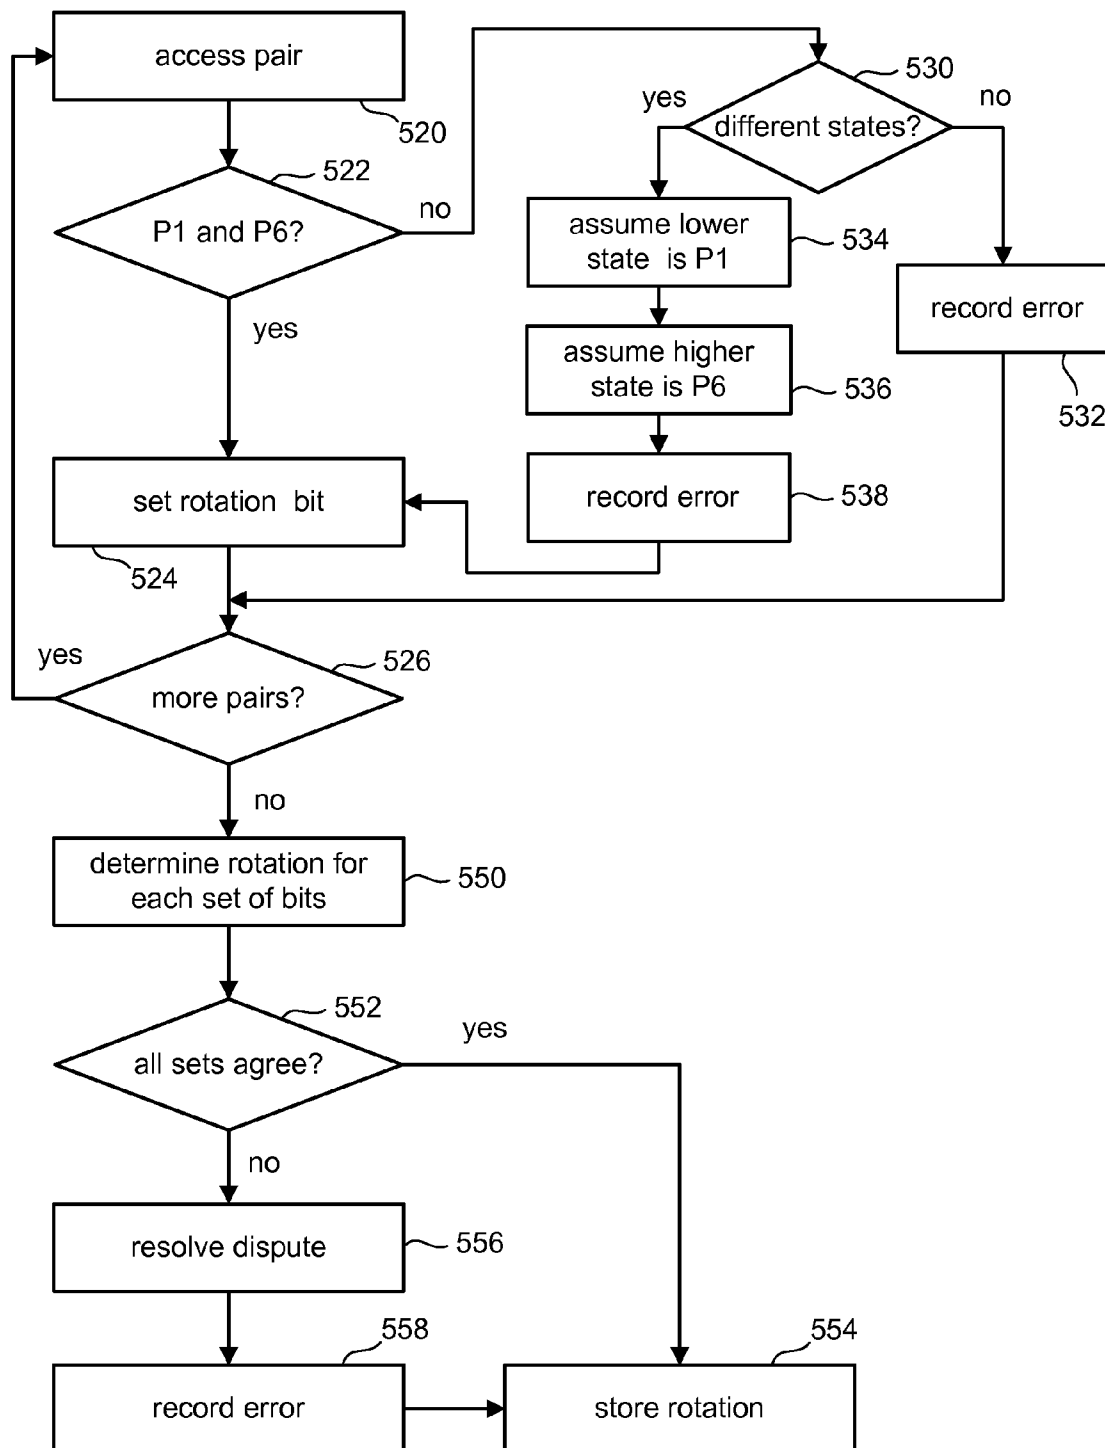 access pair
520
522
P1 and P6?
no
yes
530
yes
no
different states?
assume lower
state is P1
534
record error
532
assume higher
state is P6
536
record error
538
set rotation bit
524
yes
526
more pairs?
no
determine rotation for
each set of bits
550
552
yes
all sets agree?
no
resolve dispute
556
558
record error
554
store rotation